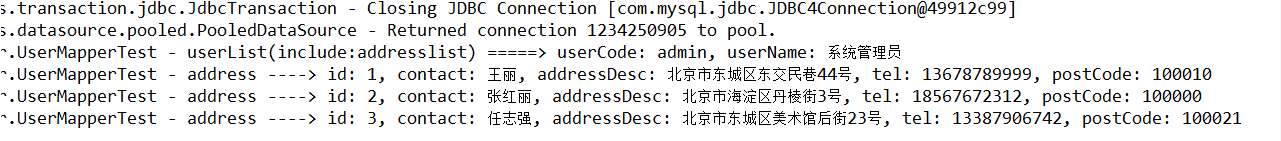 s.transaction.jdbc.JdbcTransaction - Closing JDBC Connection [com.mysql.jdbc.JDBC4Connection@49912c99]
s.datasource.pooled.PooledDataSource - Returned connection 1234250905 to pool.
r.UserMapperTest - userList(include:addresslist) =====> userCode: admin, userName: 系统管理员
r.UserMapperTest - address ----> id: 1, contact: 王丽, addressDesc: 北京市东城区东交民巷44号, tel: 13678789999, postCode: 100010
r.UserMapperTest - address ----> id: 2, contact: 张红丽, addressDesc: 北京市海淀区丹棱街3号, tel: 18567672312, postCode: 100000
r.UserMapperTest - address ----> id: 3, contact: 任志强, addressDesc: 北京市东城区美术馆后街23号, tel: 13387906742, postCode: 100021